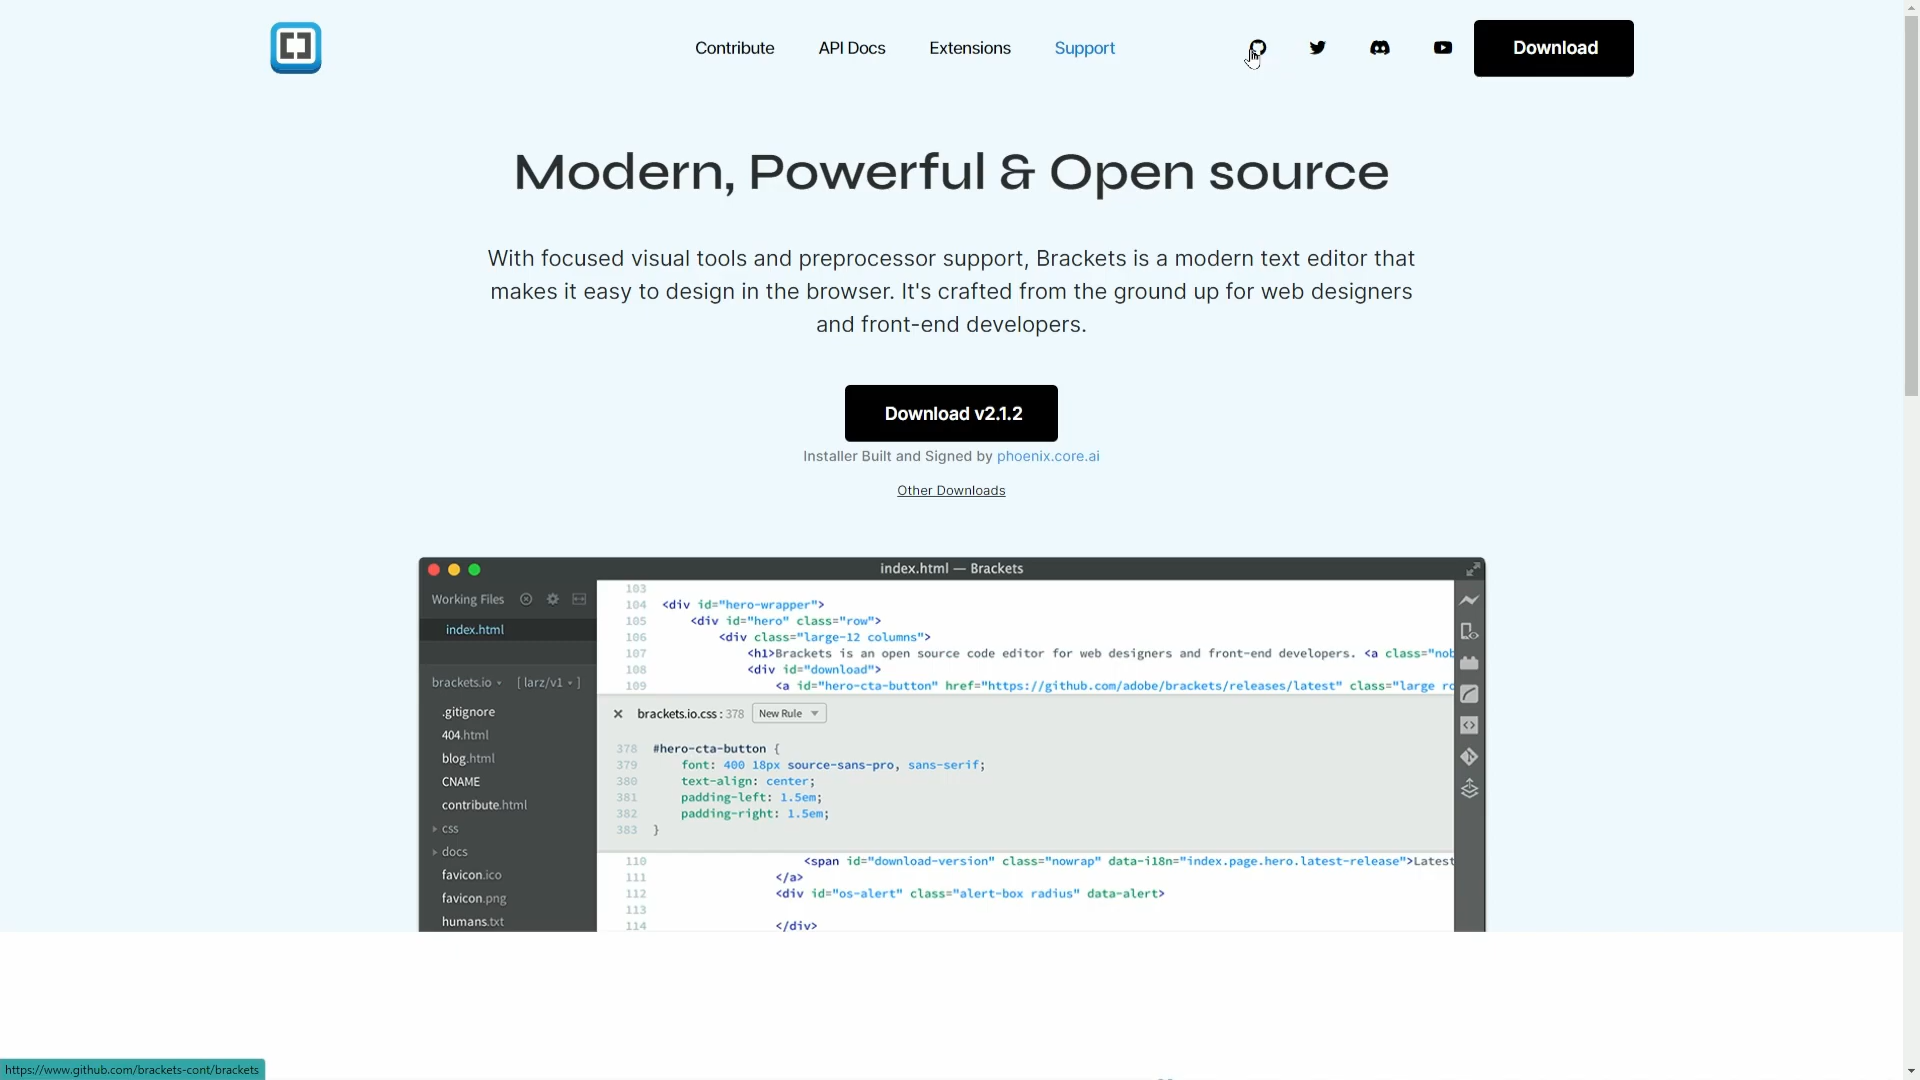 Contribute
API Docs
Extensions
Support
Download
Modern, Powerful & Open source
With focused visual tools and preprocessor support, Brackets is a modern text editor that
makes it easy to design in the browser. It's crafted from the ground up for web designers
and front-end developers.
Download v2.1.2
Installer Built and Signed by phoenix.core.ai
Other Downloads
index.html — Brackets
Working Files
index.html
brackets.io
[ larz/v1 ]
.gitignore
404.html
blog.html
CNAME
contribute.html
css
docs
favicon.ico
favicon.png
humans.txt
103
104 <div id="hero-wrapper">
105 <div id="hero" class="row">
106 <div class="large-12 columns">
107 <h1>Brackets is an open source code editor for web designers and front-end developers. <a class="nob
108 <div id="download">
109 <a id="hero-cta-button" href="https://github.com/adobe/brackets/releases/latest" class="large ro
× brackets.io.css : 378 New Rule
378 #hero-cta-button {
379 font: 400 18px source-sans-pro, sans-serif;
380 text-align: center;
381 padding-left: 1.5em;
382 padding-right: 1.5em;
383 }
110 <span id="download-version" class="nowrap" data-i18n="index.page.hero.latest-release">Latest
111 </a>
112 <div id="os-alert" class="alert-box radius" data-alert>
113
114 </div>
https://www.github.com/brackets-cont/brackets